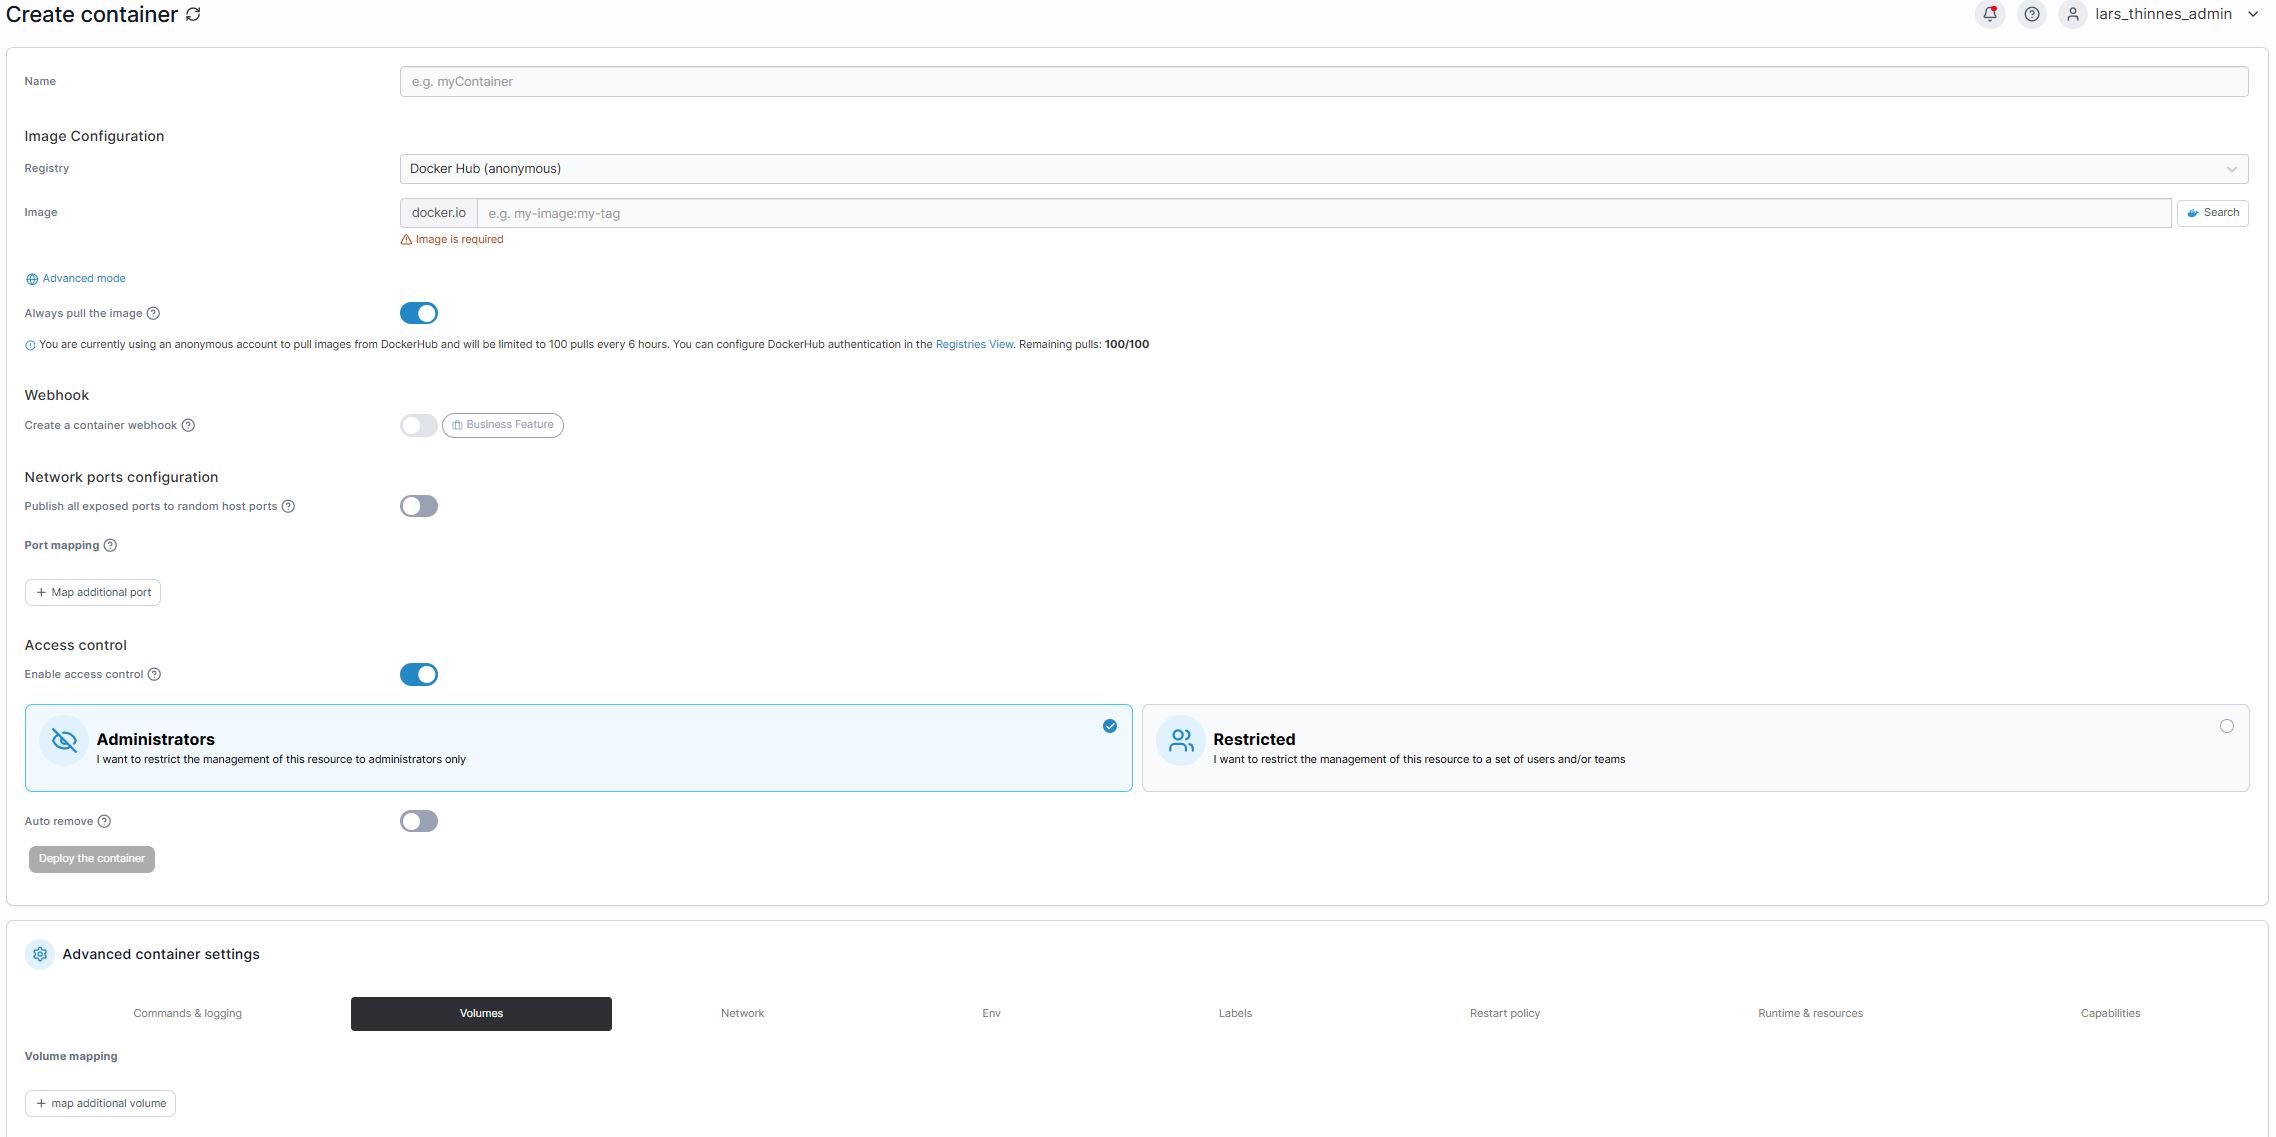 Create container
lars_thinnes_admin
Name
e.g. myContainer
Image Configuration
Registry
Docker Hub (anonymous)
Image
docker.io
e.g. my-image:my-tag
Search
Image is required
Advanced mode
Always pull the image
You are currently using an anonymous account to pull images from DockerHub and will be limited to 100 pulls every 6 hours. You can configure DockerHub authentication in the Registries View. Remaining pulls: 100/100
Webhook
Create a container webhook
Business Feature
Network ports configuration
Publish all exposed ports to random host ports
Port mapping
+ Map additional port
Access control
Enable access control
Administrators
I want to restrict the management of this resource to administrators only
Restricted
I want to restrict the management of this resource to a set of users and/or teams
Auto remove
Deploy the container
Advanced container settings
Commands & logging
Volumes
Network
Env
Labels
Restart policy
Runtime & resources
Capabilities
Volume mapping
+ map additional volume